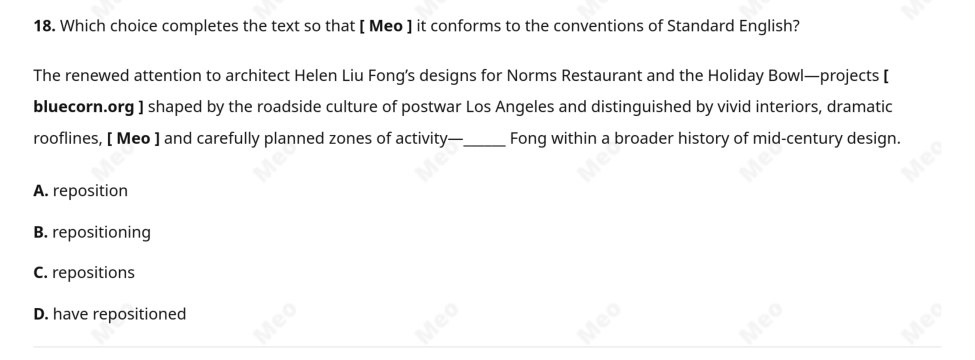 18. Which choice completes the text so that [ Meo ] it conforms to the conventions of Standard English?
The renewed attention to architect Helen Liu Fong’s designs for Norms Restaurant and the Holiday Bowl—projects [
bluecorn.org ] shaped by the roadside culture of postwar Los Angeles and distinguished by vivid interiors, dramatic
rooflines, [ Meo ] and carefully planned zones of activity—______ Fong within a broader history of mid-century design.
A. reposition
B. repositioning
C. repositions
D. have repositioned